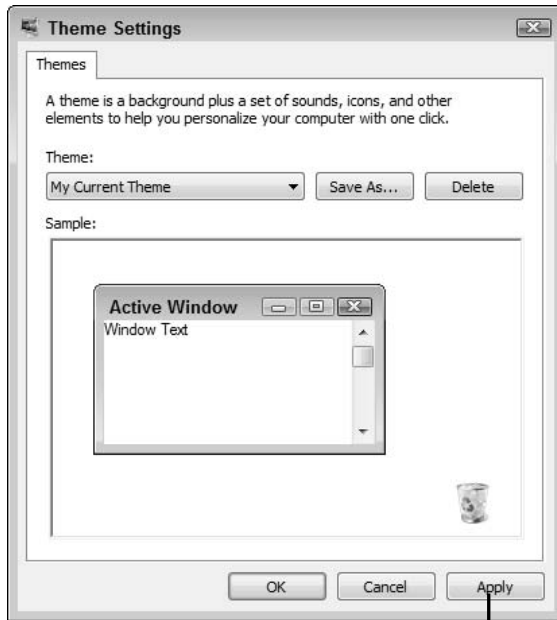 Theme Settings
Themes
A theme is a background plus a set of sounds, icons, and other
elements to help you personalize your computer with one click.
Theme:
My Current Theme
Save As...
Delete
Sample:
Active Window
Window Text
OK
Cancel
Apply